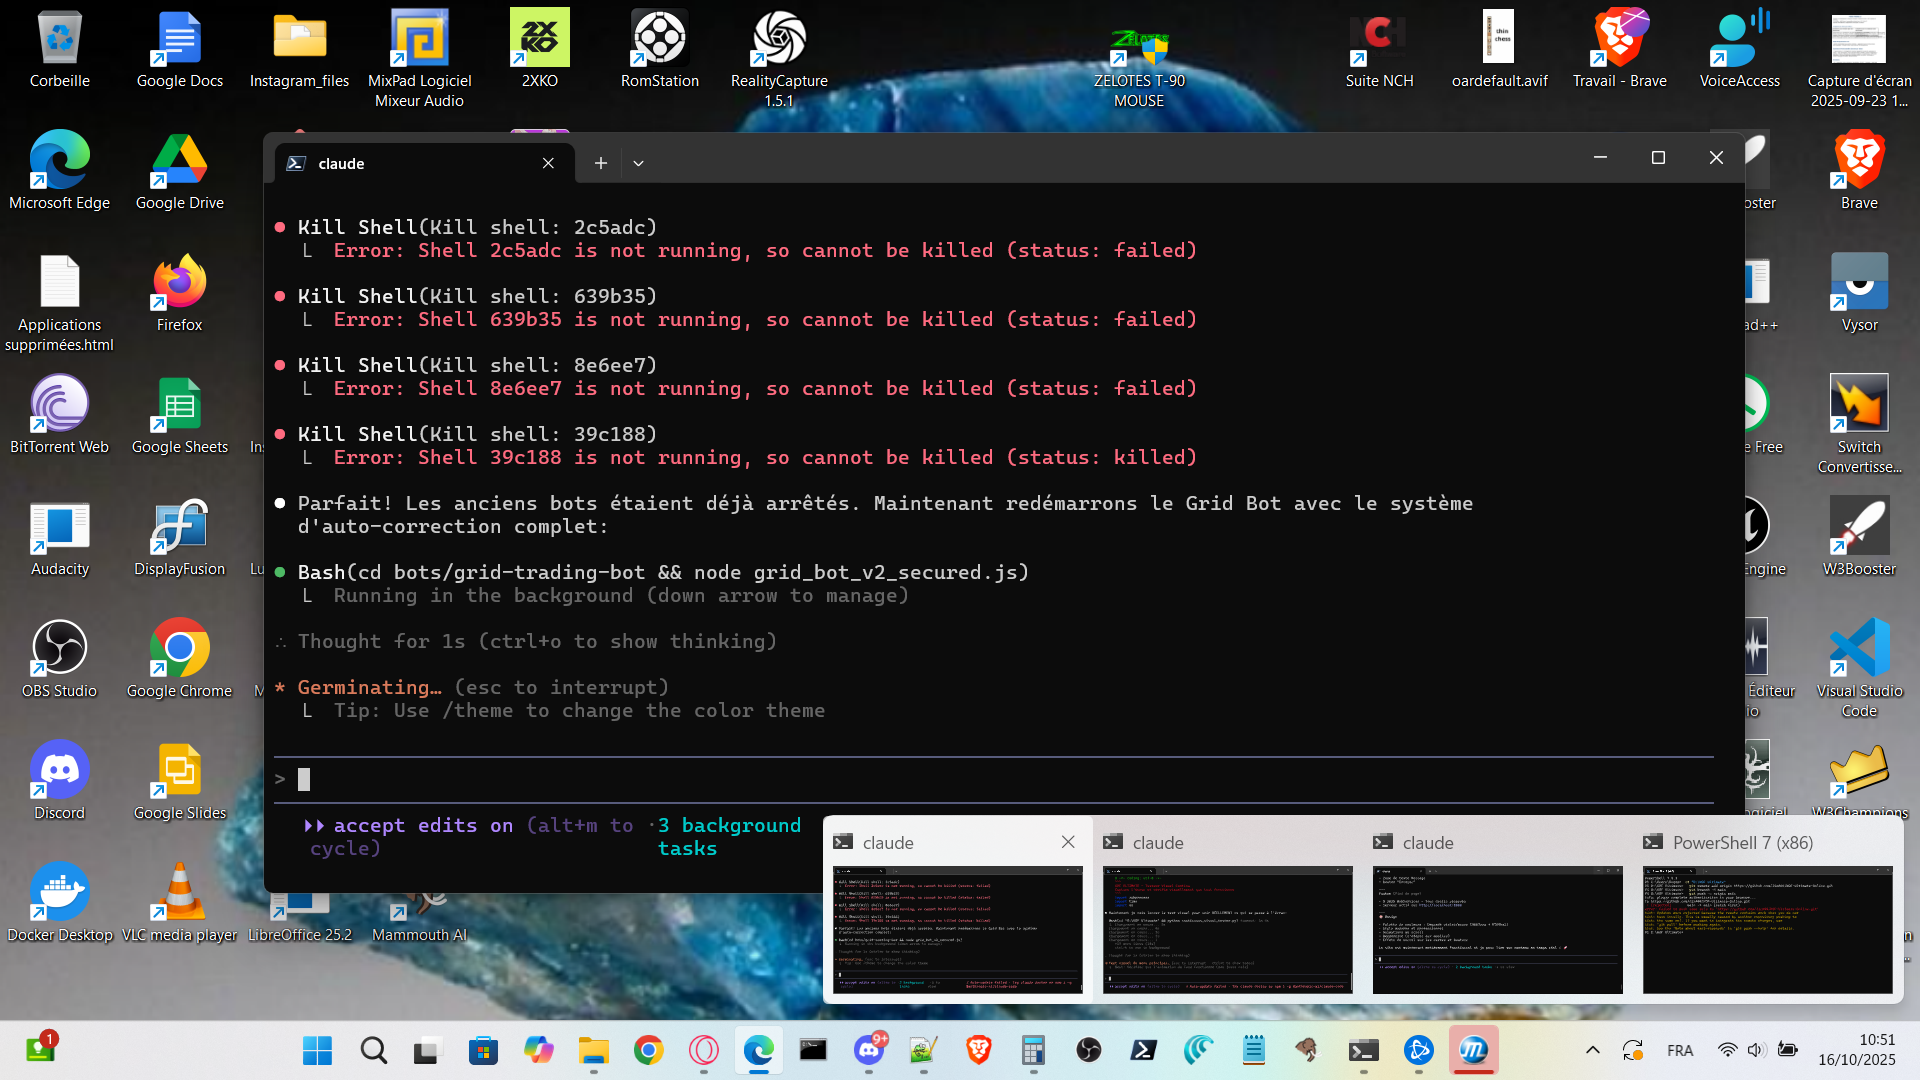 Corbeille
Google Docs
Instagram_files
MixPad Logiciel
Mixeur Audio
2XKO
RomStation
RealityCapture
1.5.1
ZELOTES T-90
MOUSE
Suite NCH
oardefault.avif
Travail - Brave
VoiceAccess
Capture d'écran
2025-09-23 1...
Microsoft Edge
Google Drive
Brave
Applications
supprimées.html
Firefox
Vysor
BitTorrent Web
Google Sheets
Switch
Convertisse...
Audacity
DisplayFusion
W3Booster
OBS Studio
Google Chrome
Éditeur
Visual Studio
Code
Discord
Google Slides
W3Champions
Docker Desktop
VLC media player
LibreOffice 25.2
Mammouth AI
claude
Kill Shell(Kill shell: 2c5adc)
Error: Shell 2c5adc is not running, so cannot be killed (status: failed)
Kill Shell(Kill shell: 639b35)
Error: Shell 639b35 is not running, so cannot be killed (status: failed)
Kill Shell(Kill shell: 8e6ee7)
Error: Shell 8e6ee7 is not running, so cannot be killed (status: failed)
Kill Shell(Kill shell: 39c188)
Error: Shell 39c188 is not running, so cannot be killed (status: killed)
Parfait! Les anciens bots étaient déjà arrêtés. Maintenant redémarrons le Grid Bot avec le système
d'auto-correction complet:
Bash(cd bots/grid-trading-bot && node grid_bot_v2_secured.js)
Running in the background (down arrow to manage)
∴ Thought for 1s (ctrl+o to show thinking)
* Germinating… (esc to interrupt)
Tip: Use /theme to change the color theme
>
accept edits on (alt+m to cycle) · 3 background tasks
claude
claude
claude
PowerShell 7 (x86)
1
9+
FRA
10:51
16/10/2025